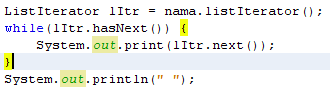 ListIterator lItr = nama.listIterator();
while(lItr.hasNext()) {
    System.out.print(lItr.next());
}
System.out.println(" ");